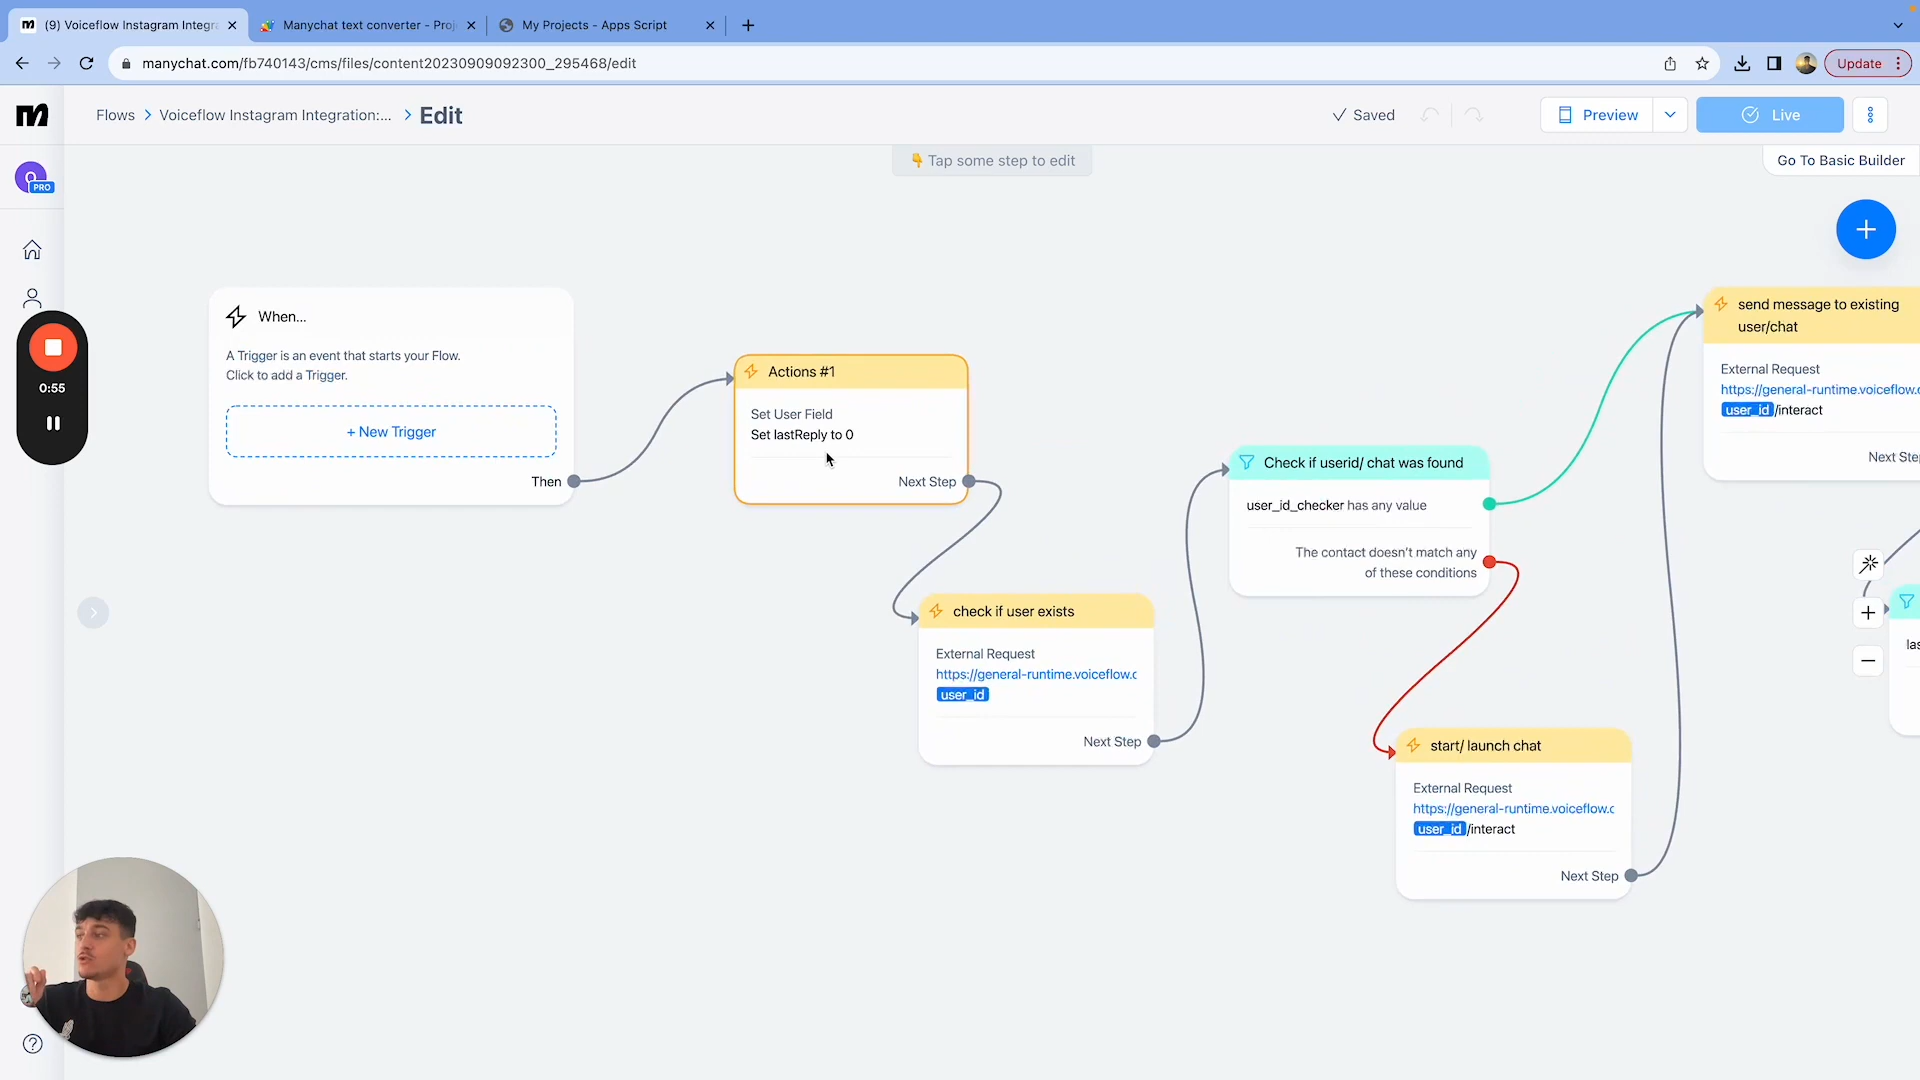 (9) Voiceflow Instagram Integra
Manychat text converter - Proj
My Projects - Apps Script
manychat.com/fb740143/cms/files/content20230909092300_295468/edit
Update
Flows
Voiceflow Instagram Integration:...
Edit
Saved
Preview
Live
👇 Tap some step to edit
Go To Basic Builder
PRO
When...
A Trigger is an event that starts your Flow.
Click to add a Trigger.
+ New Trigger
Then
0:55
Actions #1
Set User Field
Set lastReply to 0
Next Step
check if user exists
External Request
https://general-runtime.voiceflow.c
user_id
Next Step
Check if userid/ chat was found
user_id_checker has any value
The contact doesn't match any
of these conditions
start/ launch chat
External Request
https://general-runtime.voiceflow.c
user_id/interact
Next Step
send message to existing
user/chat
External Request
https://general-runtime.voiceflow.
user_id/interact
Next Step
las